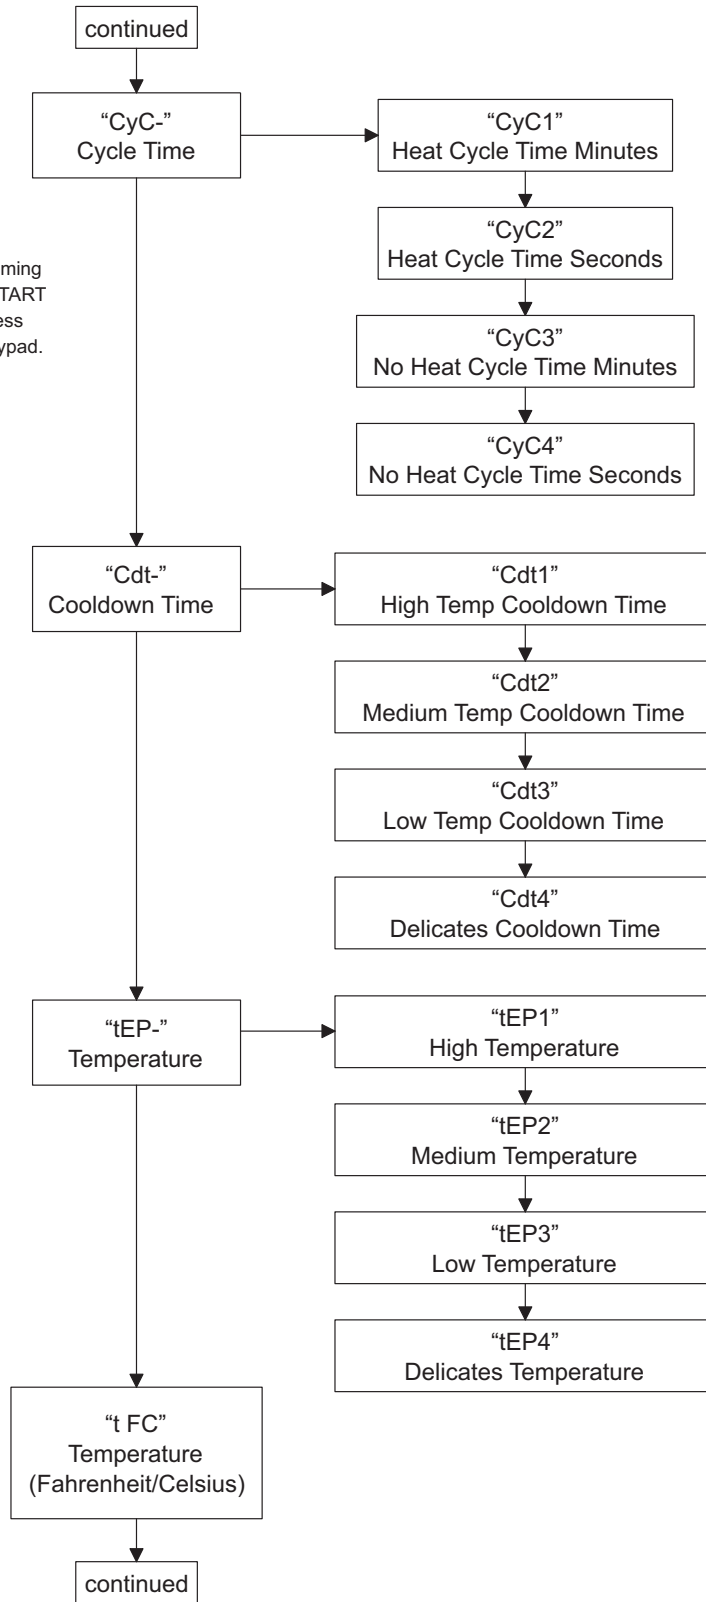 continued
“CyC-”
Cycle Time
“CyC1”
Heat Cycle Time Minutes
“CyC2”
Heat Cycle Time Seconds
“CyC3”
No Heat Cycle Time Minutes
“CyC4”
No Heat Cycle Time Seconds
“Cdt-”
Cooldown Time
“Cdt1”
High Temp Cooldown Time
“Cdt2”
Medium Temp Cooldown Time
“Cdt3”
Low Temp Cooldown Time
“Cdt4”
Delicates Cooldown Time
“tEP-”
Temperature
“tEP1”
High Temperature
“tEP2”
Medium Temperature
“tEP3”
Low Temperature
“tEP4”
Delicates Temperature
“t FC”
Temperature
(Fahrenheit/Celsius)
continued